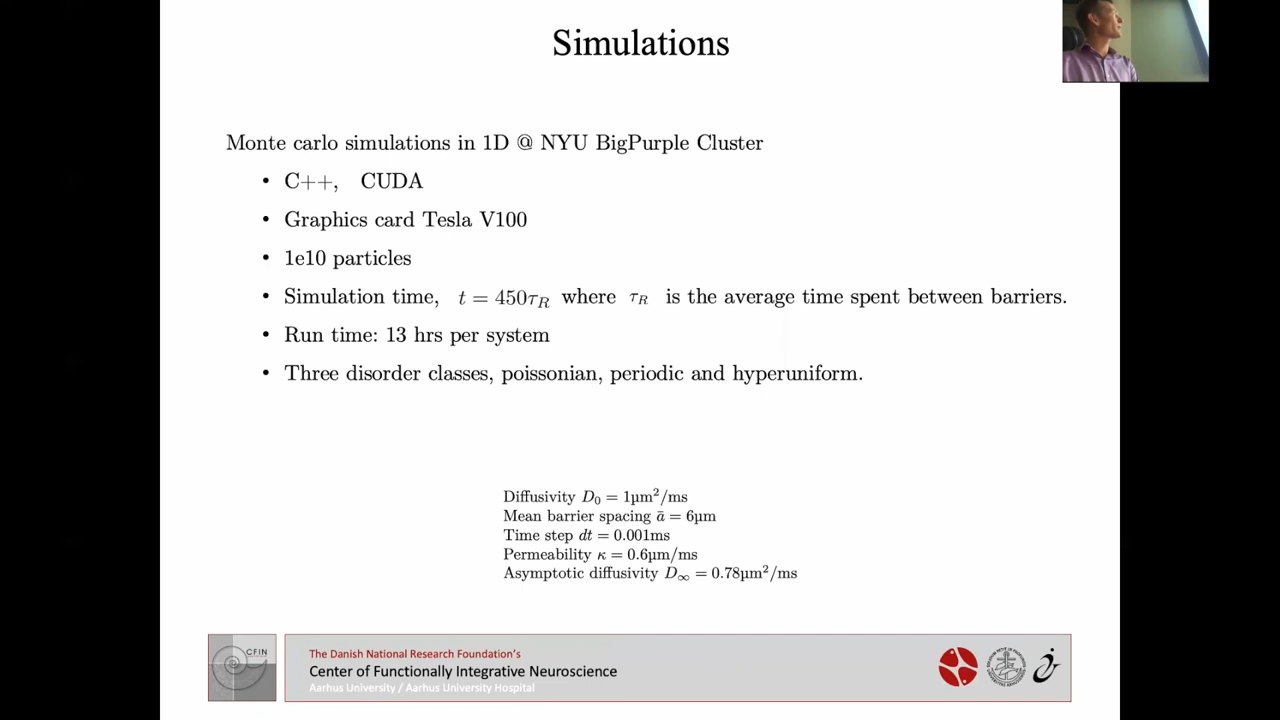 Simulations
Monte carlo simulations in 1D @ NYU BigPurple Cluster
• C++, CUDA
• Graphics card Tesla V100
• 1e10 particles
• Simulation time, t = 450τ_R where τ_R is the average time spent between barriers.
• Run time: 13 hrs per system
• Three disorder classes, poissonian, periodic and hyperuniform.
Diffusivity D₀ = 1µm²/ms
Mean barrier spacing ā = 6µm
Time step dt = 0.001ms
Permeability κ = 0.6µm/ms
Asymptotic diffusivity D∞ = 0.78µm²/ms
CFIN
The Danish National Research Foundation's
Center of Functionally Integrative Neuroscience
Aarhus University / Aarhus University Hospital